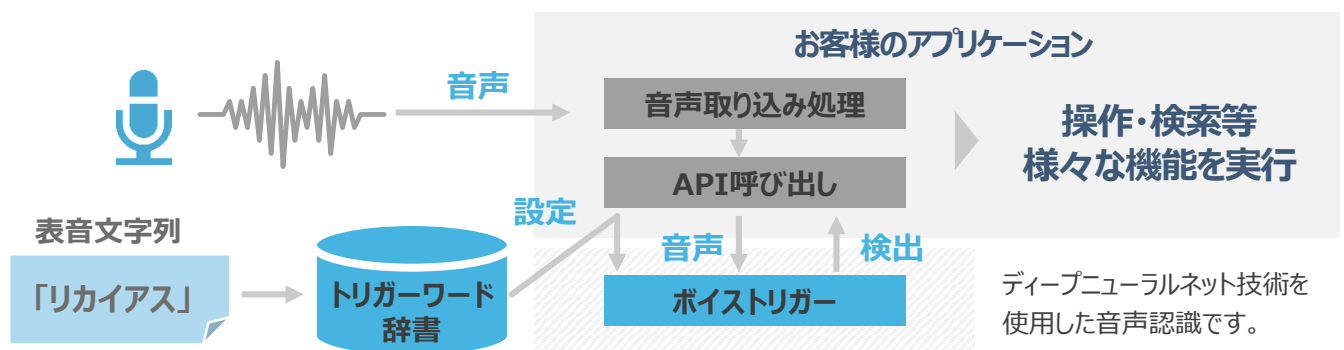 お客様のアプリケーション
音声
音声取り込み処理
操作・検索等
様々な機能を実行
API呼び出し
設定
表音文字列
音声
検出
「リカイアス」
トリガーワード
辞書
ボイストリガー
ディープニューラルネット技術を
使用した音声認識です。